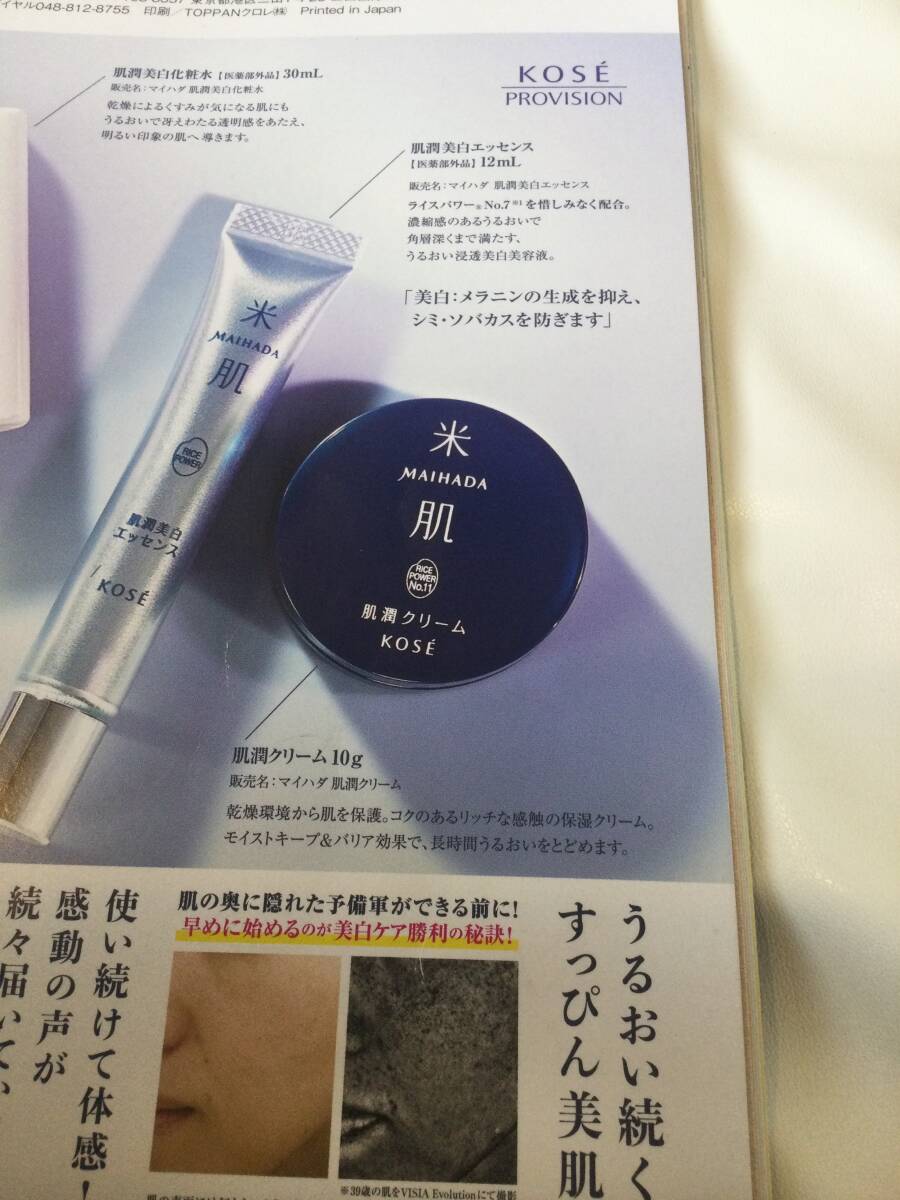 イヤル048-812-8755 印刷／TOPPANクロレ㈱ Printed in Japan
肌潤美白化粧水【医薬部外品】30mL
販売名：マイハダ 肌潤美白化粧水
乾燥によるくすみが気になる肌にも
うるおいで冴えわたる透明感をあたえ、
明るい印象の肌へ導きます。
KOSÉ
PROVISION
肌潤美白エッセンス
【医薬部外品】12mL
販売名：マイハダ 肌潤美白エッセンス
ライスパワー®No.7※1を惜しみなく配合。
濃縮感のあるうるおいで
角層深くまで満たす、
うるおい浸透美白美容液。
「美白：メラニンの生成を抑え、
シミ・ソバカスを防ぎます」
米
MAIHADA
肌
RICE
POWER
肌潤美白
エッセンス
KOSÉ
米
MAIHADA
肌
RICE
POWER
No.11
肌潤クリーム
KOSÉ
肌潤クリーム10g
販売名：マイハダ 肌潤クリーム
乾燥環境から肌を保護。コクのあるリッチな感触の保湿クリーム。
モイストキープ&バリア効果で、長時間うるおいをとどめます。
うるおい続く
すっぴん美肌
肌の奥に隠れた予備軍ができる前に！
早めに始めるのが美白ケア勝利の秘訣！
※39歳の肌をVISIA Evolutionにて撮影
使い続けて体感！
感動の声が
続々届いて